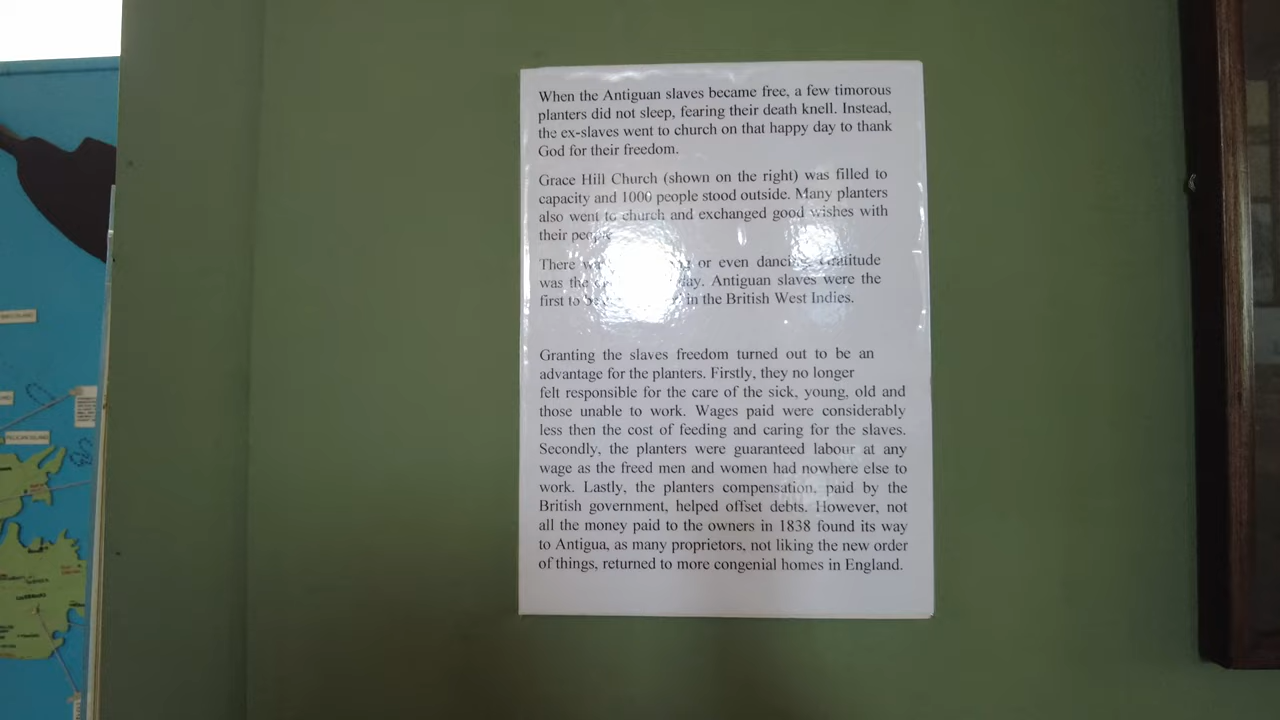 When the Antiguan slaves became free, a few timorous
planters did not sleep, fearing their death knell. Instead,
the ex-slaves went to church on that happy day to thank
God for their freedom.
Grace Hill Church (shown on the right) was filled to
capacity and 1000 people stood outside. Many planters
also went to church and exchanged good wishes with
their people
There or even dancing. Gratitude
was the day. Antiguan slaves were the
first to in the British West Indies.
Granting the slaves freedom turned out to be an
advantage for the planters. Firstly, they no longer
felt responsible for the care of the sick, young, old and
those unable to work. Wages paid were considerably
less then the cost of feeding and caring for the slaves.
Secondly, the planters were guaranteed labour at any
wage as the freed men and women had nowhere else to
work. Lastly, the planters compensation, paid by the
British government, helped offset debts. However, not
all the money paid to the owners in 1838 found its way
to Antigua, as many proprietors, not liking the new order
of things, returned to more congenial homes in England.